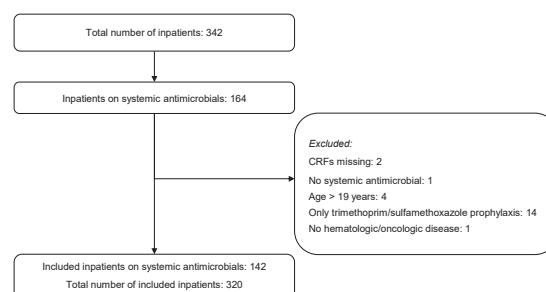 Total number of inpatients: 342
Inpatients on systemic antimicrobials: 164
Excluded:
CRFs missing: 2
No systemic antimicrobial: 1
Age > 19 years: 4
Only trimethoprim/sulfamethoxazole prophylaxis: 14
No hematologic/oncologic disease: 1
Included inpatients on systemic antimicrobials: 142
Total number of included inpatients: 320